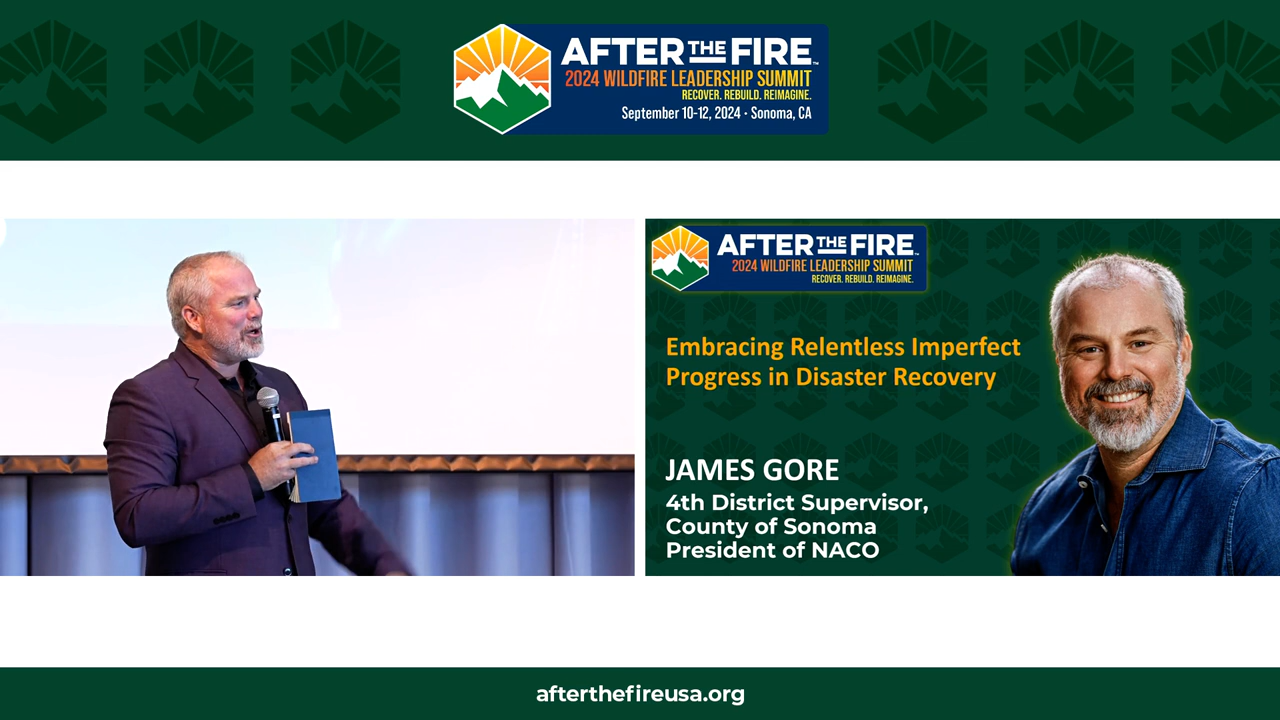 AFTER THE FIRE™
2024 WILDFIRE LEADERSHIP SUMMIT
RECOVER. REBUILD. REIMAGINE.
September 10-12, 2024 · Sonoma, CA
AFTER THE FIRE™
2024 WILDFIRE LEADERSHIP SUMMIT
RECOVER. REBUILD. REIMAGINE.
Embracing Relentless Imperfect
Progress in Disaster Recovery
JAMES GORE
4th District Supervisor,
County of Sonoma
President of NACO
afterthefireusa.org